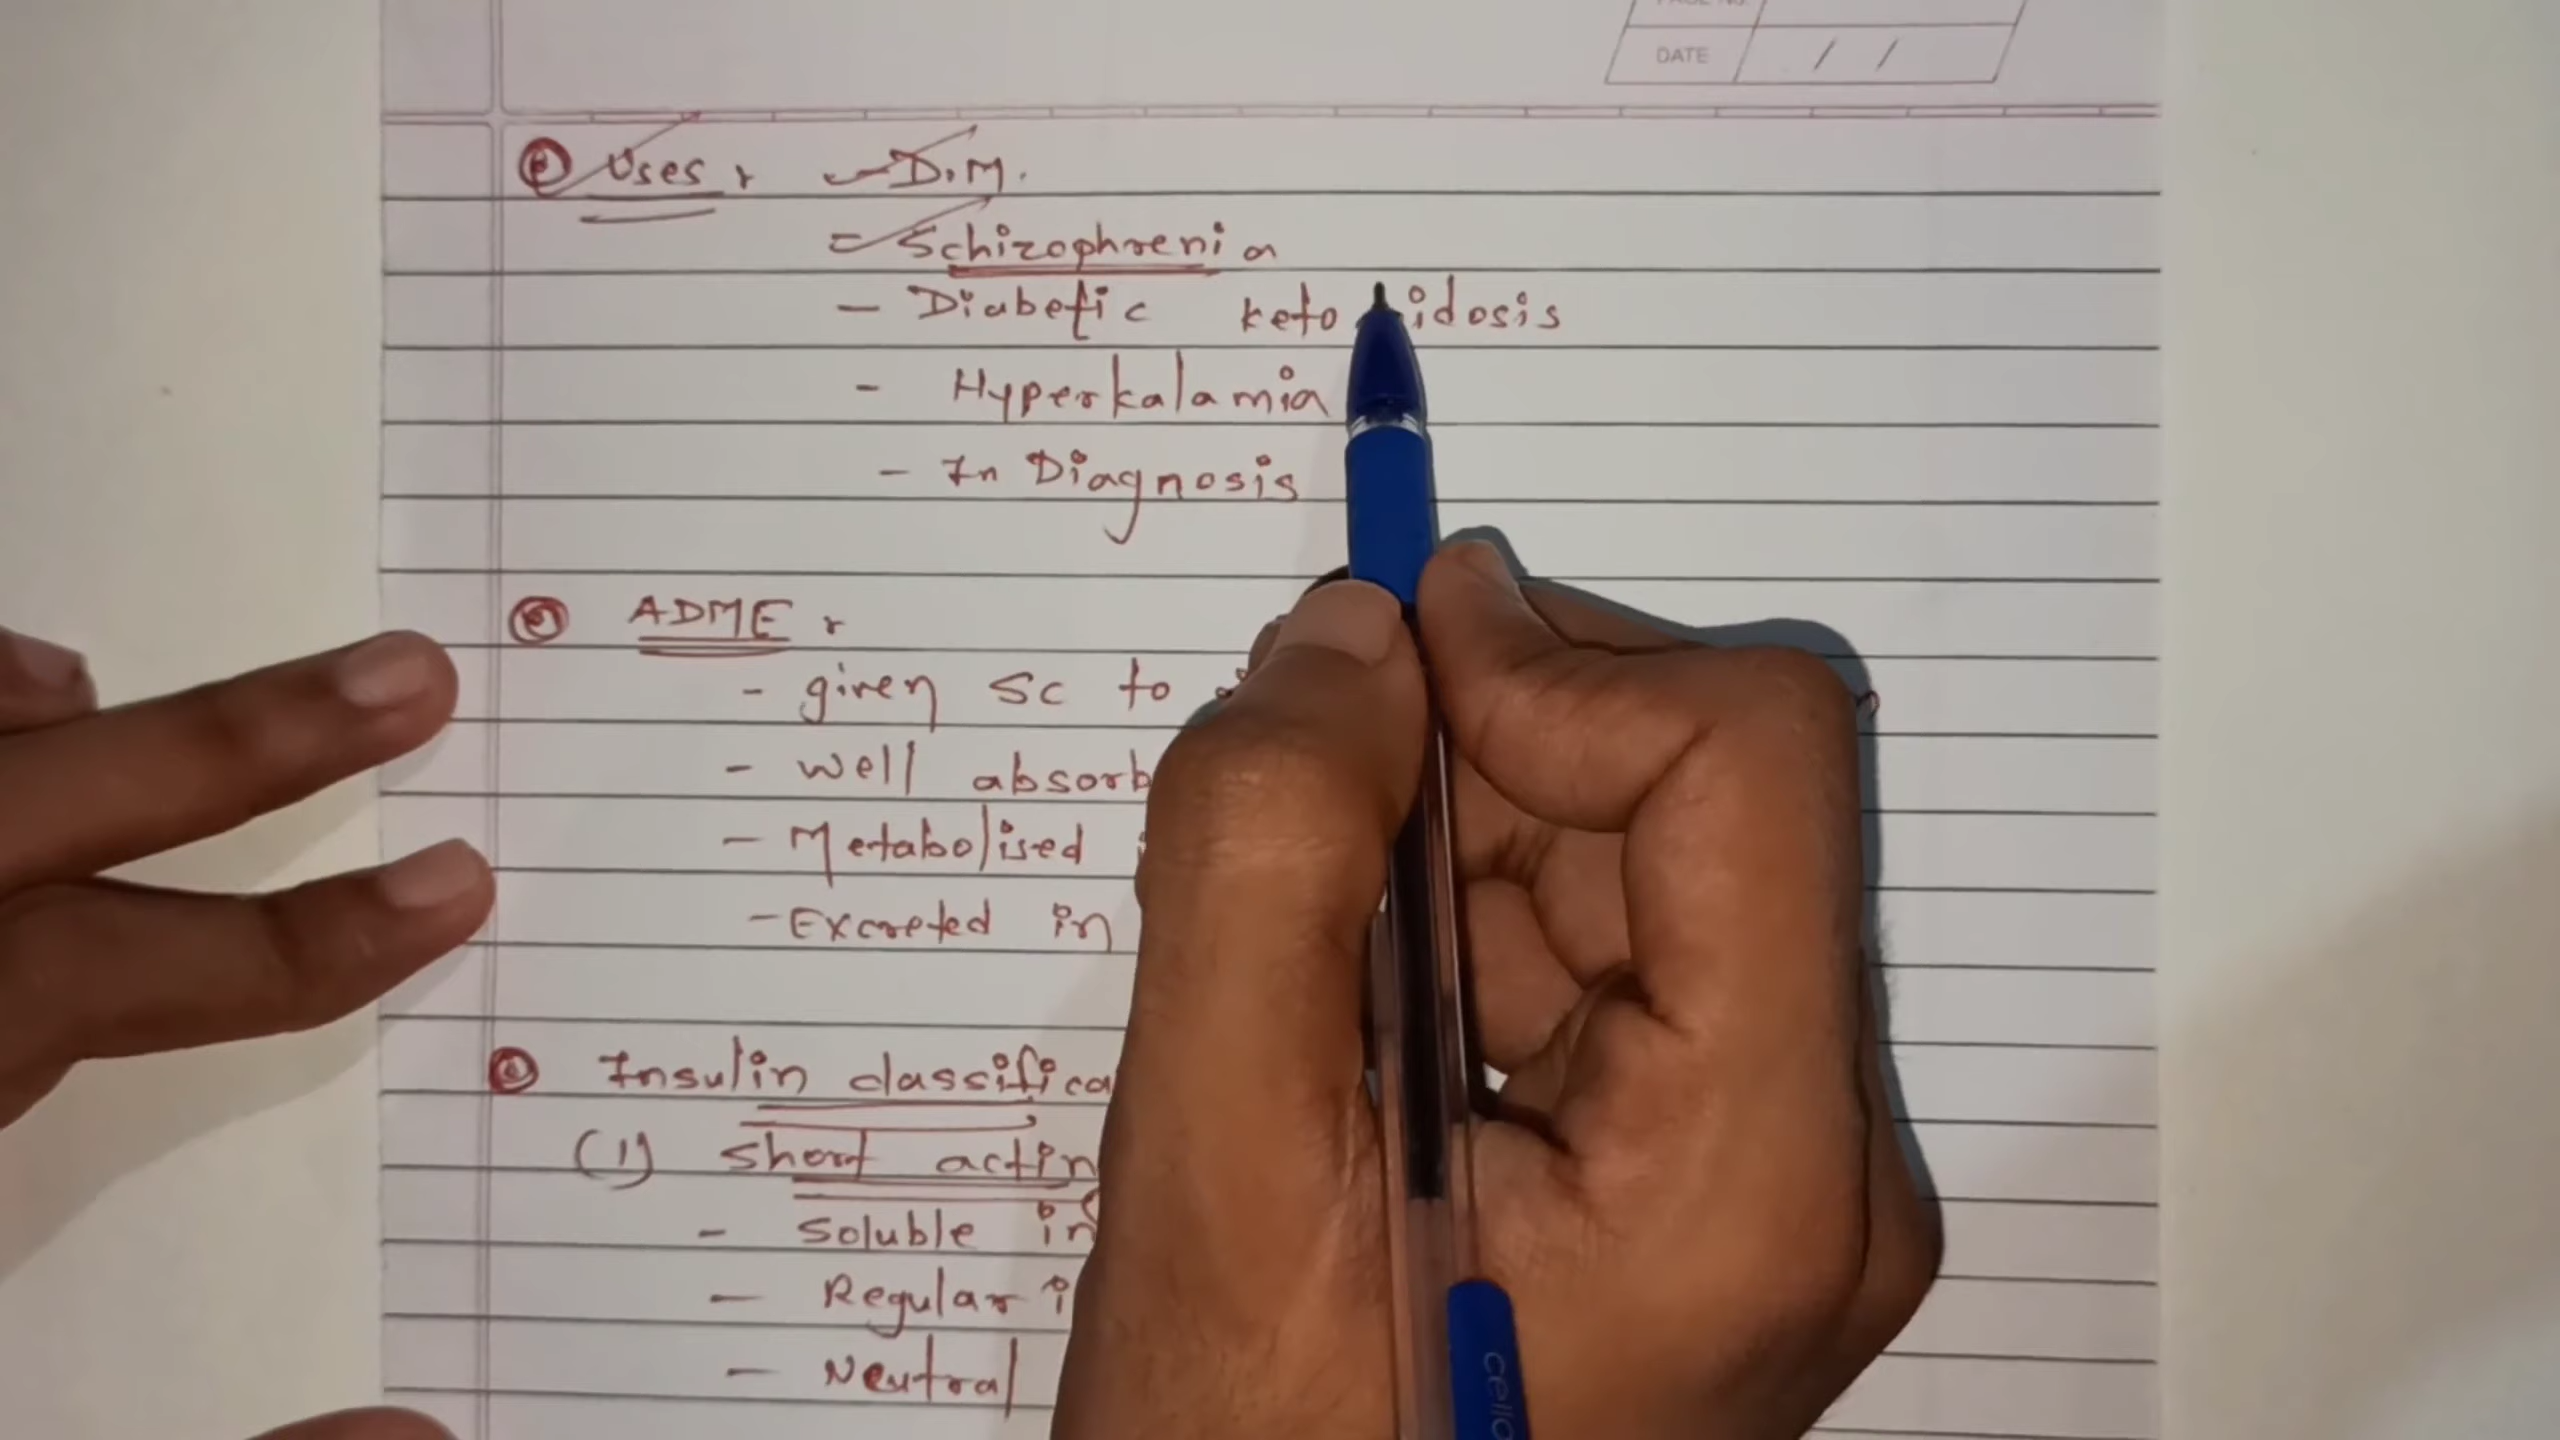 DATE / /
Uses
- D.M.
- Schizophrenia
- Diabetic keto idosis
- Hyperkalamia
- In Diagnosis
ADME
- given sc to
- well absorb
- Metabolised
- Excreted in
Insulin classifica
(1) Short actin
- Soluble in
- Regular i
- Neutral
cello